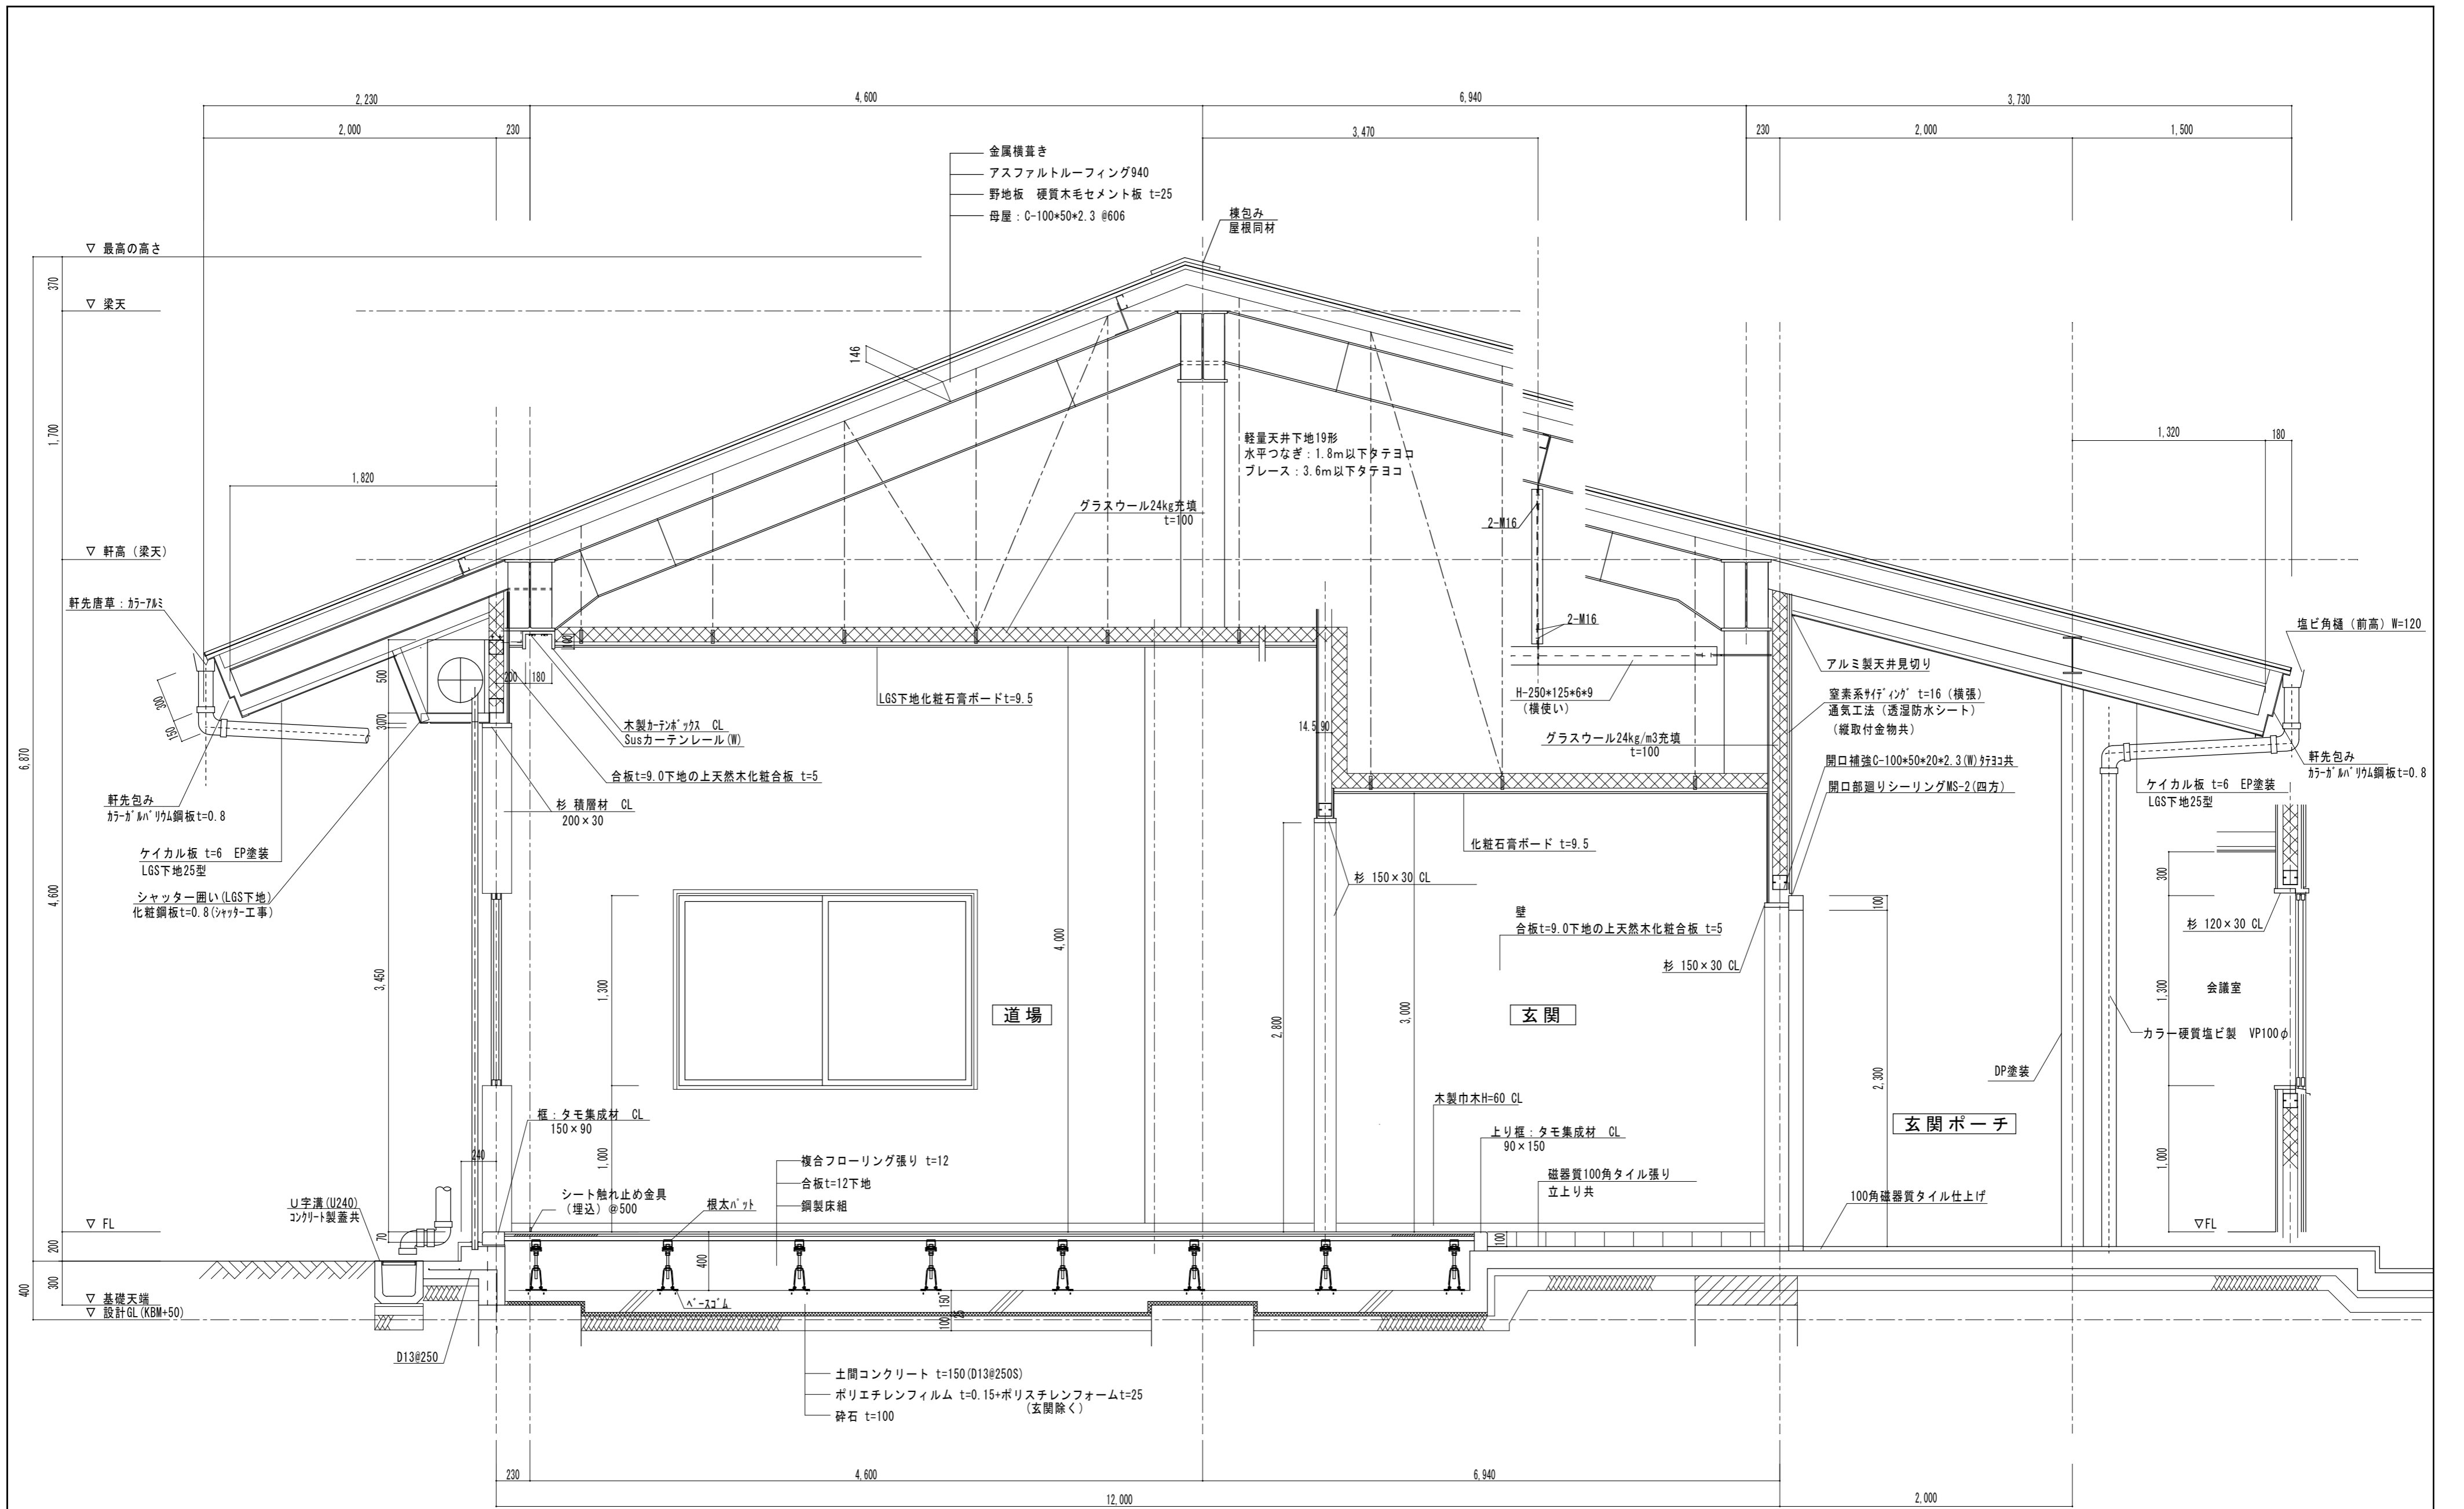 2,230
4,600
6,940
3,730
2,000
230
3,470
230
2,000
1,500
金属横葺き
アスファルトルーフィング940
野地板　硬質木毛セメント板 t=25
母屋：C-100*50*2.3 @606
棟包み
屋根同材
▽ 最高の高さ
370
▽ 梁天
146
1,700
軽量天井下地19形
水平つなぎ：1.8m以下タテヨコ
ブレース：3.6m以下タテヨコ
1,320
180
1,820
グラスウール24kg充填
t=100
2-M16
▽ 軒高（梁天）
軒先唐草：ｶﾗｰｱﾙﾐ
100
2-M16
塩ビ角樋（前高）W=120
アルミ製天井見切り
500
200
180
300
150
3070
LGS下地化粧石膏ボードt=9.5
H-250*125*6*9
（横使い）
窒素系ｻｲﾃﾞｨﾝｸﾞ t=16（横張）
通気工法（透湿防水シート）
（縦取付金物共）
木製ｶｰﾃﾝﾎﾞｯｸｽ CL
Susカーテンレール(W)
14.5
90
グラスウール24kg/m3充填
t=100
6,870
合板t=9.0下地の上天然木化粧合板 t=5
開口補強C-100*50*20*2.3(W)ﾀﾃﾖｺ共
開口部廻りシーリングMS-2(四方)
軒先包み
ｶﾗｰｶﾞﾙﾊﾞﾘｳﾑ鋼板t=0.8
軒先包み
ｶﾗｰｶﾞﾙﾊﾞﾘｳﾑ鋼板t=0.8
杉 積層材　CL
200×30
ケイカル板 t=6　EP塗装
LGS下地25型
ケイカル板 t=6　EP塗装
LGS下地25型
化粧石膏ボード t=9.5
4,600
シャッター囲い(LGS下地)
化粧鋼板t=0.8(ｼｬｯﾀｰ工事)
杉 150×30 CL
300
100
壁
合板t=9.0下地の上天然木化粧合板 t=5
杉 120×30 CL
4,000
杉 150×30 CL
3,450
1,300
道場
2,800
3,000
玄関
1,300
会議室
カラー硬質塩ビ製　VP100φ
DP塗装
2,300
木製巾木H=60 CL
框：タモ集成材　CL
150×90
玄関ポーチ
上り框：タモ集成材　CL
90×150
240
1,000
複合フローリング張り t=12
合板t=12下地
鋼製床組
1,000
磁器質100角タイル張り
立上り共
シート触れ止め金具
（埋込）@500
根太ﾊﾟｯﾄ
U字溝(U240)
ｺﾝｸﾘｰﾄ製蓋共
100角磁器質タイル仕上げ
▽ FL
▽FL
70
200
100
400
400
300
▽ 基礎天端
▽ 設計GL(KBM+50)
ﾍﾞｰｽｺﾞﾑ
150
25
100
D13@250
土間コンクリート t=150(D13@250S)
ポリエチレンフィルム t=0.15+ポリスチレンフォームt=25
（玄関除く）
砕石 t=100
230
4,600
6,940
12,000
2,000